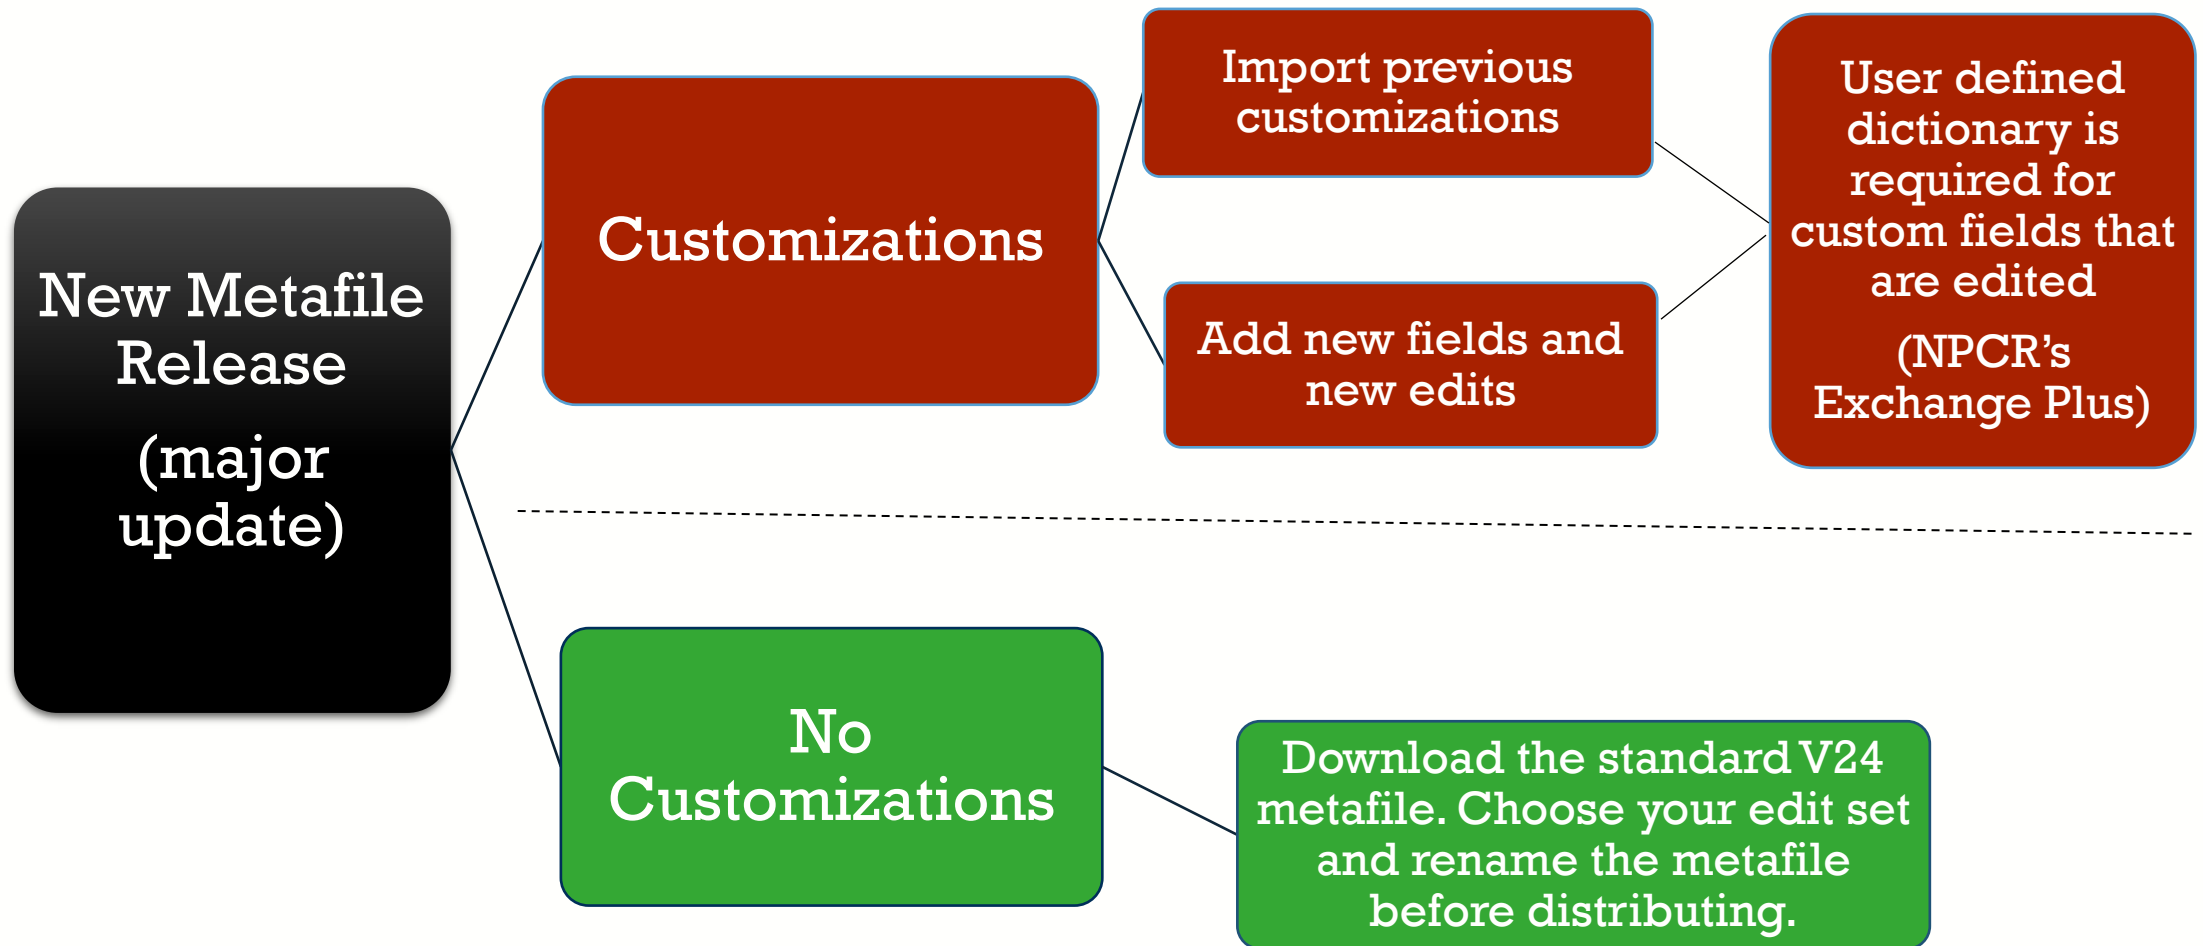 New Metafile
Release
(major
update)
Customizations
Import previous
customizations
Add new fields and
new edits
User defined
dictionary is
required for
custom fields that
are edited
(NPCR’s
Exchange Plus)
No
Customizations
Download the standard V24
metafile. Choose your edit set
and rename the metafile
before distributing.